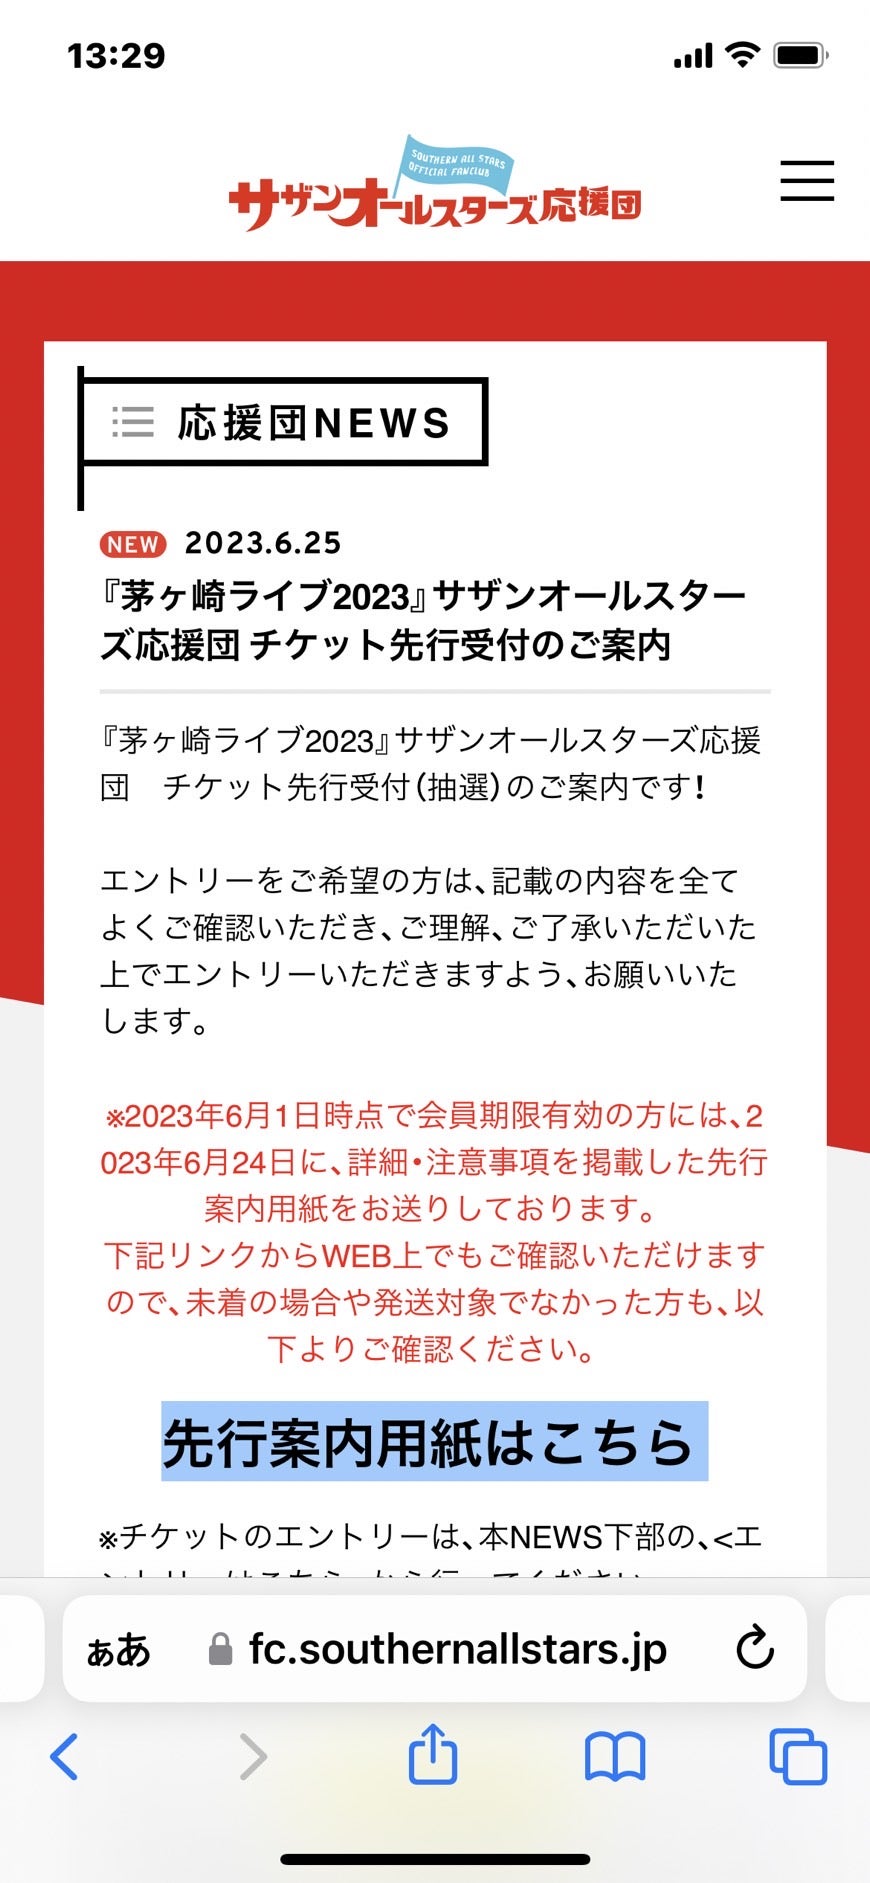 13:29
SOUTHERN ALL STARS
OFFICIAL FANCLUB
サザンオールスターズ応援団
応援団NEWS
NEW 2023.6.25
『茅ヶ崎ライブ2023』サザンオールスター
ズ応援団 チケット先行受付のご案内
『茅ヶ崎ライブ2023』サザンオールスターズ応援
団　チケット先行受付(抽選)のご案内です!
エントリーをご希望の方は、記載の内容を全て
よくご確認いただき、ご理解、ご了承いただいた
上でエントリーいただきますよう、お願いいた
します。
※2023年6月1日時点で会員期限有効の方には、2
023年6月24日に、詳細・注意事項を掲載した先行
案内用紙をお送りしております。
下記リンクからWEB上でもご確認いただけます
ので、未着の場合や発送対象でなかった方も、以
下よりご確認ください。
先行案内用紙はこちら
※チケットのエントリーは、本NEWS下部の、<エ
ぁあ fc.southernallstars.jp